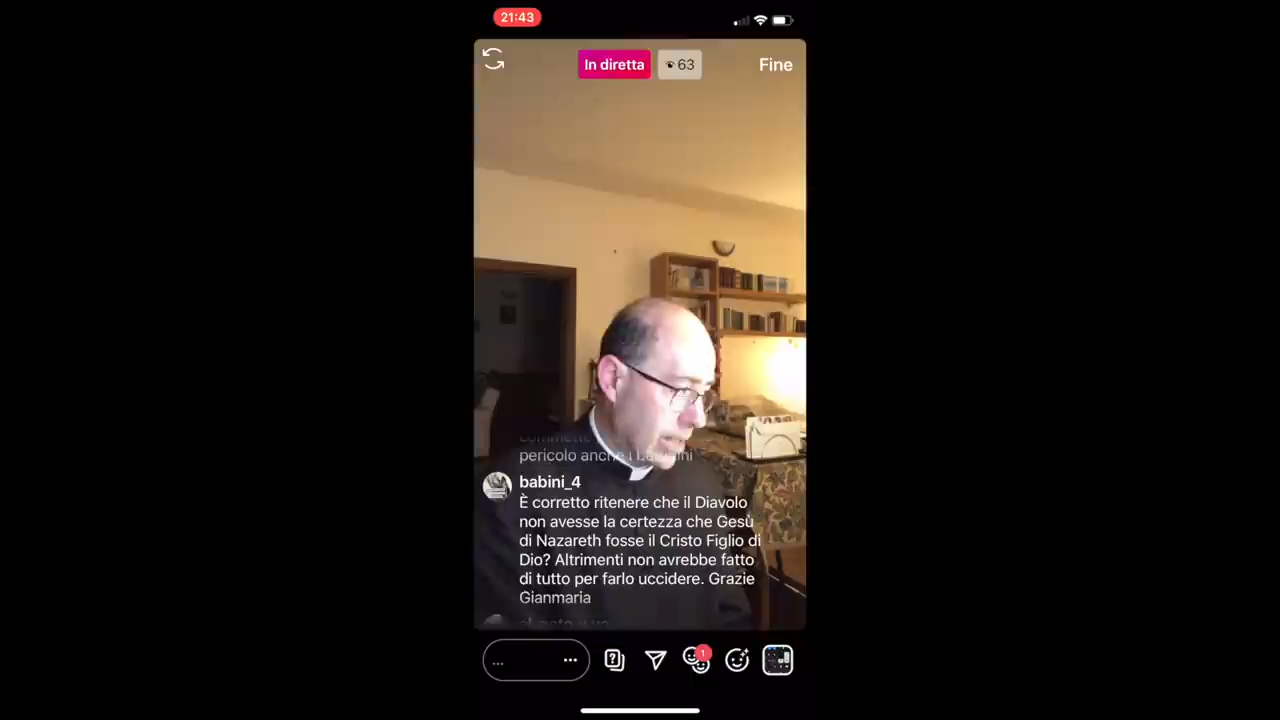 21:43
In diretta
63
Fine
pericolo anche i bambini
babini_4
È corretto ritenere che il Diavolo
non avesse la certezza che Gesù
di Nazareth fosse il Cristo Figlio di
Dio? Altrimenti non avrebbe fatto
di tutto per farlo uccidere. Grazie
Gianmaria
...
1